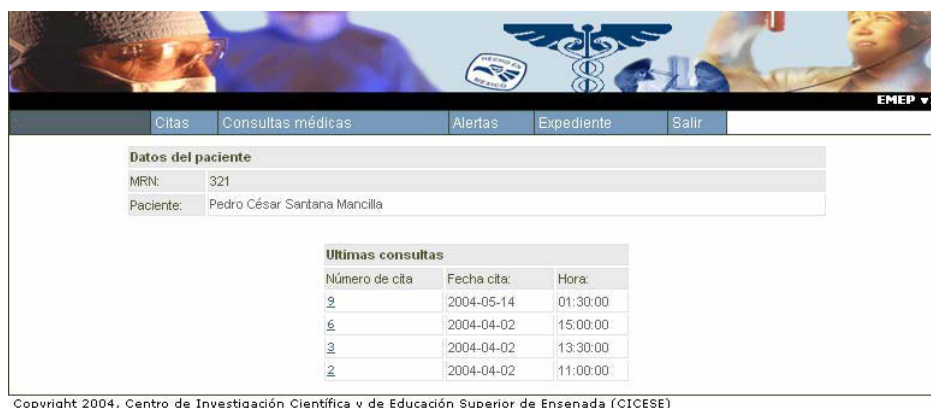 HECHO EN
MEXICO
EMEP
Citas Consultas médicas Alertas Expediente Salir
Datos del paciente
MRN: 321
Paciente: Pedro César Santana Mancilla
Ultimas consultas
Número de cita Fecha cita: Hora:
9 2004-05-14 01:30:00
6 2004-04-02 15:00:00
3 2004-04-02 13:30:00
2 2004-04-02 11:00:00
Copyright 2004, Centro de Investigación Científica y de Educación Superior de Ensenada (CICESE)